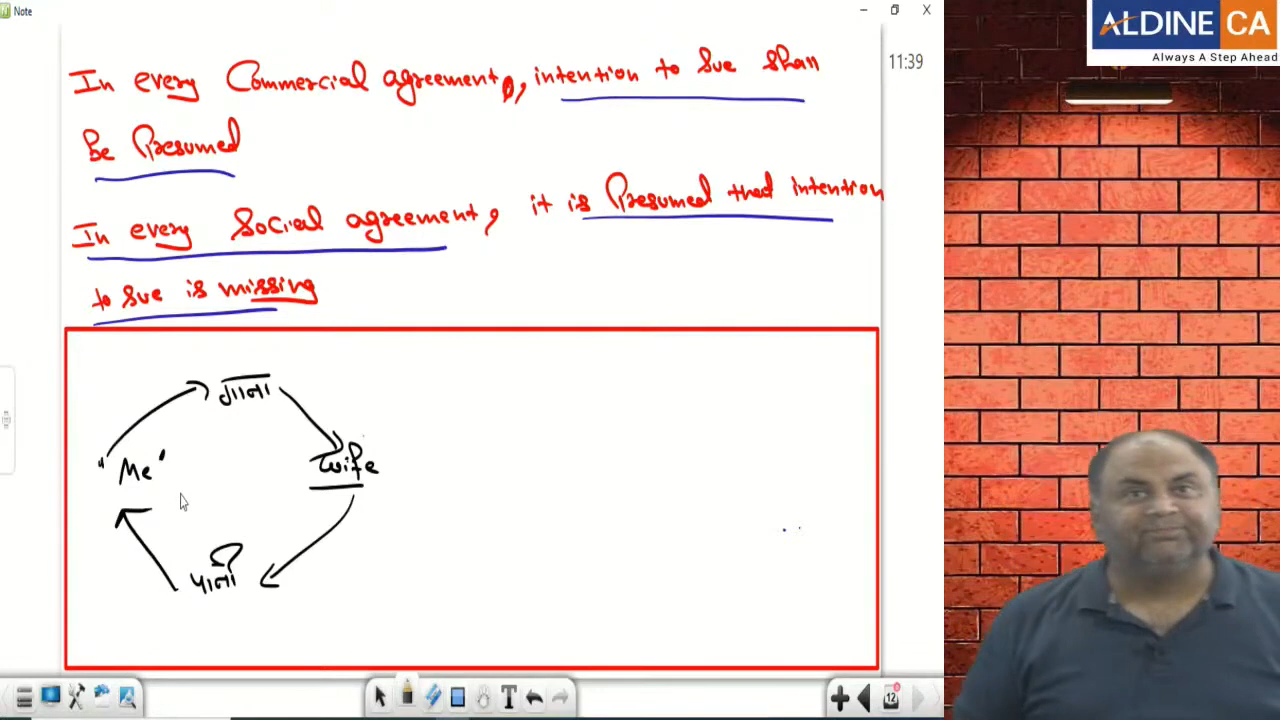 Note
ALDINE CA
Always A Step Ahead
11:39
In every Commercial agreement, intention to sue shall
be Presumed
In every Social agreement, it is Presumed that intention
to sue is missing
गाना
"Me"
wife